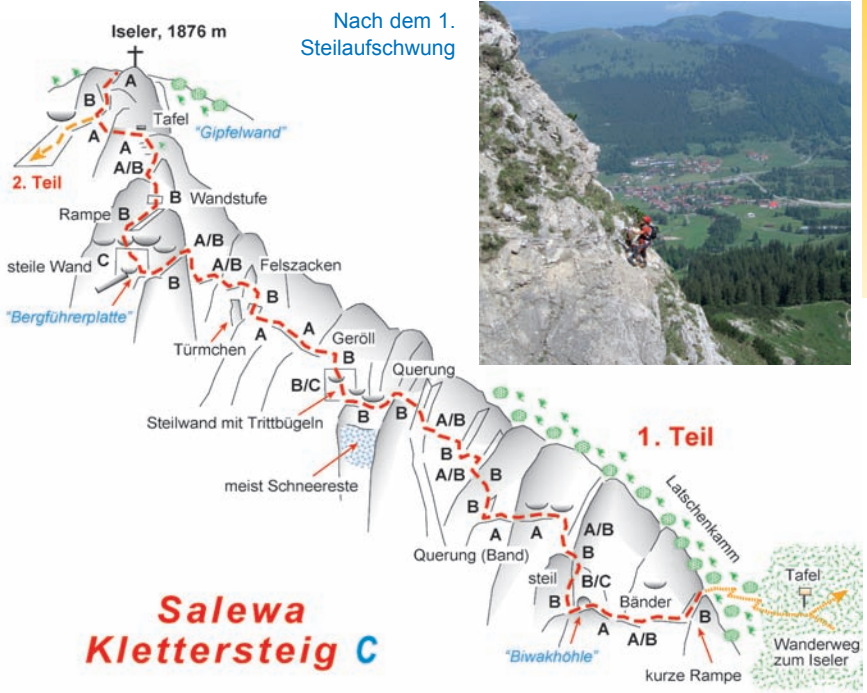 Iseler, 1876 m
Nach dem 1.
Steilaufschwung
A
B
Tafel
"Gipfelwand"
A
A
A/B
2. Teil
B
Wandstufe
Rampe
B
A/B
steile Wand
C
A/B
Felszacken
B
B
"Bergführerplatte"
Türmchen
A
A
Geröll
B
Querung
B/C
Steilwand mit Trittbügeln
B
B
A/B
B
1. Teil
meist Schneereste
A/B
B
Latschenkamm
B
A
A
A/B
Querung (Band)
B
Tafel
steil
B/C
Bänder
B
B
Salewa
Klettersteig C
A
A/B
"Biwakhöhle"
Wanderweg
zum Iseler
kurze Rampe